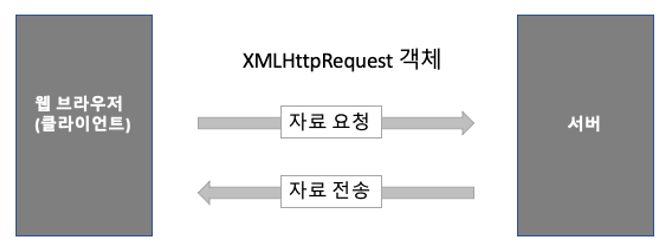 XMLHttpRequest 객체
웹 브라우저
(클라이언트)
자료 요청
서버
자료 전송